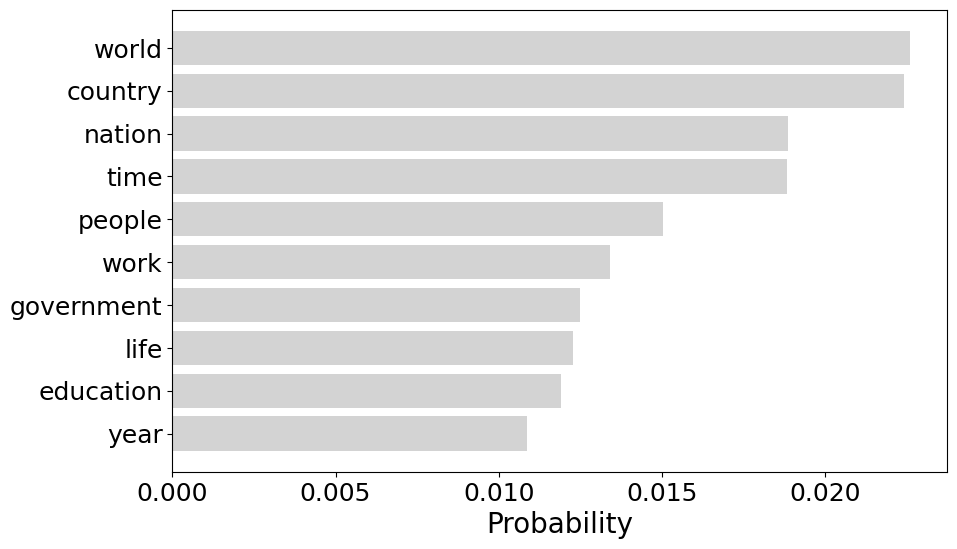 world
country
nation
time
people
work
government
life
education
year
0.000 0.005 0.010 0.015 0.020
Probability